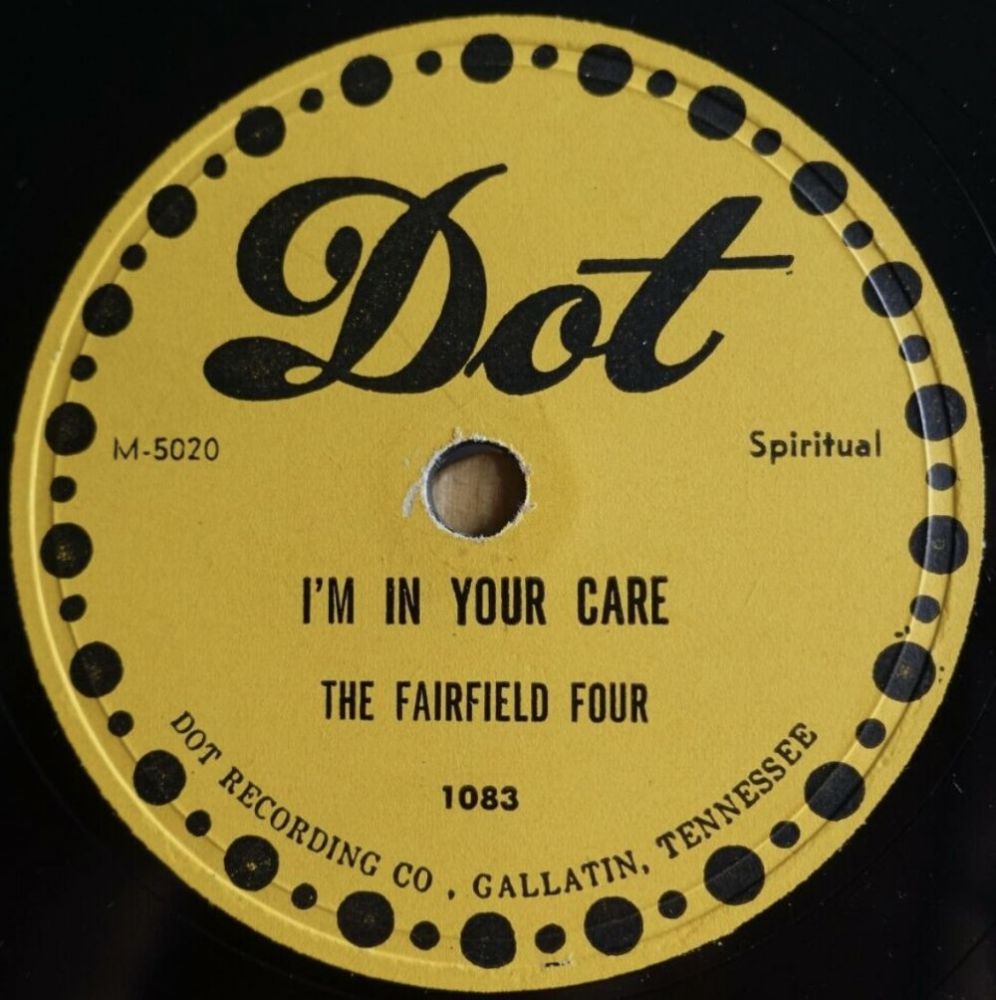 Dot
M-5020
Spiritual
I'M IN YOUR CARE
THE FAIRFIELD FOUR
1083
DOT RECORDING CO , GALLATIN, TENNESSEE